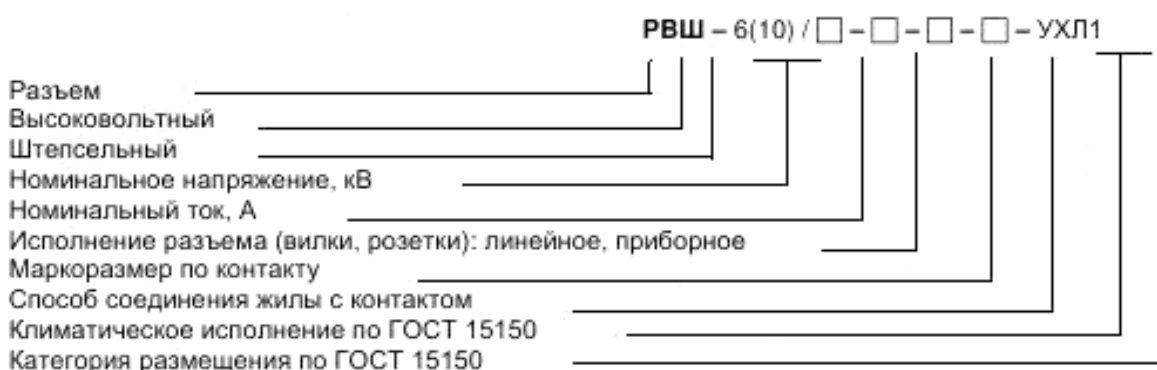 РВШ – 6(10) / □ – □ – □ – □ – УХЛ1
Разъем
Высоковольтный
Штепсельный
Номинальное напряжение, кВ
Номинальный ток, А
Исполнение разъема (вилки, розетки): линейное, приборное
Маркоразмер по контакту
Способ соединения жилы с контактом
Климатическое исполнение по ГОСТ 15150
Категория размещения по ГОСТ 15150